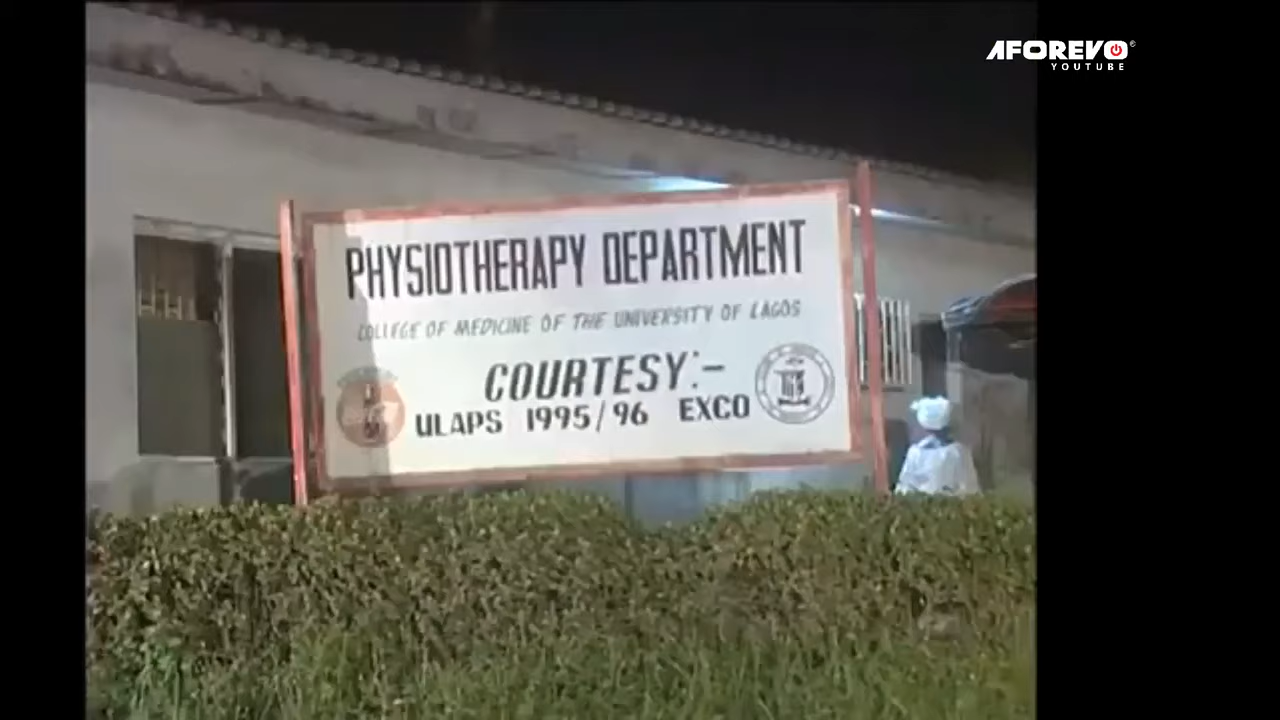 AFOREVO
YOUTUBE
PHYSIOTHERAPY DEPARTMENT
COLLEGE OF MEDICINE OF THE UNIVERSITY OF LAGOS
COURTESY:-
ULAPS 1995/96 EXCO